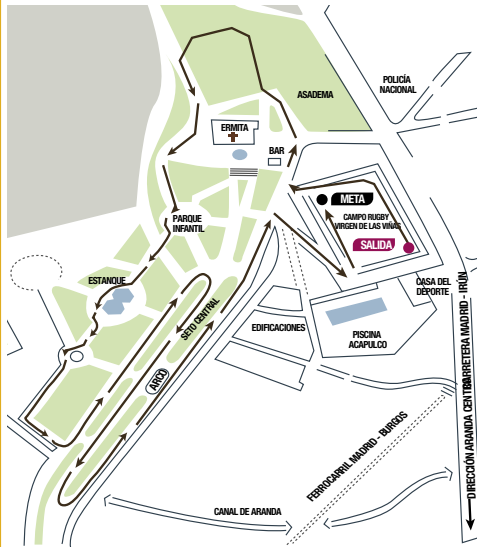 POLICÍA
NACIONAL
ASADEMA
ERMITA
BAR
META
CAMPO RUGBY
VIRGEN DE LAS VIÑAS
SALIDA
PARQUE
INFANTIL
ESTANQUE
CASA DEL
DEPORTE
SETO CENTRAL
EDIFICACIONES
PISCINA
ACAPULCO
ARCO
CARRETERA MADRID - IRÚN
DIRECCIÓN ARANDA CENTRO
FERROCARRIL MADRID - BURGOS
CANAL DE ARANDA